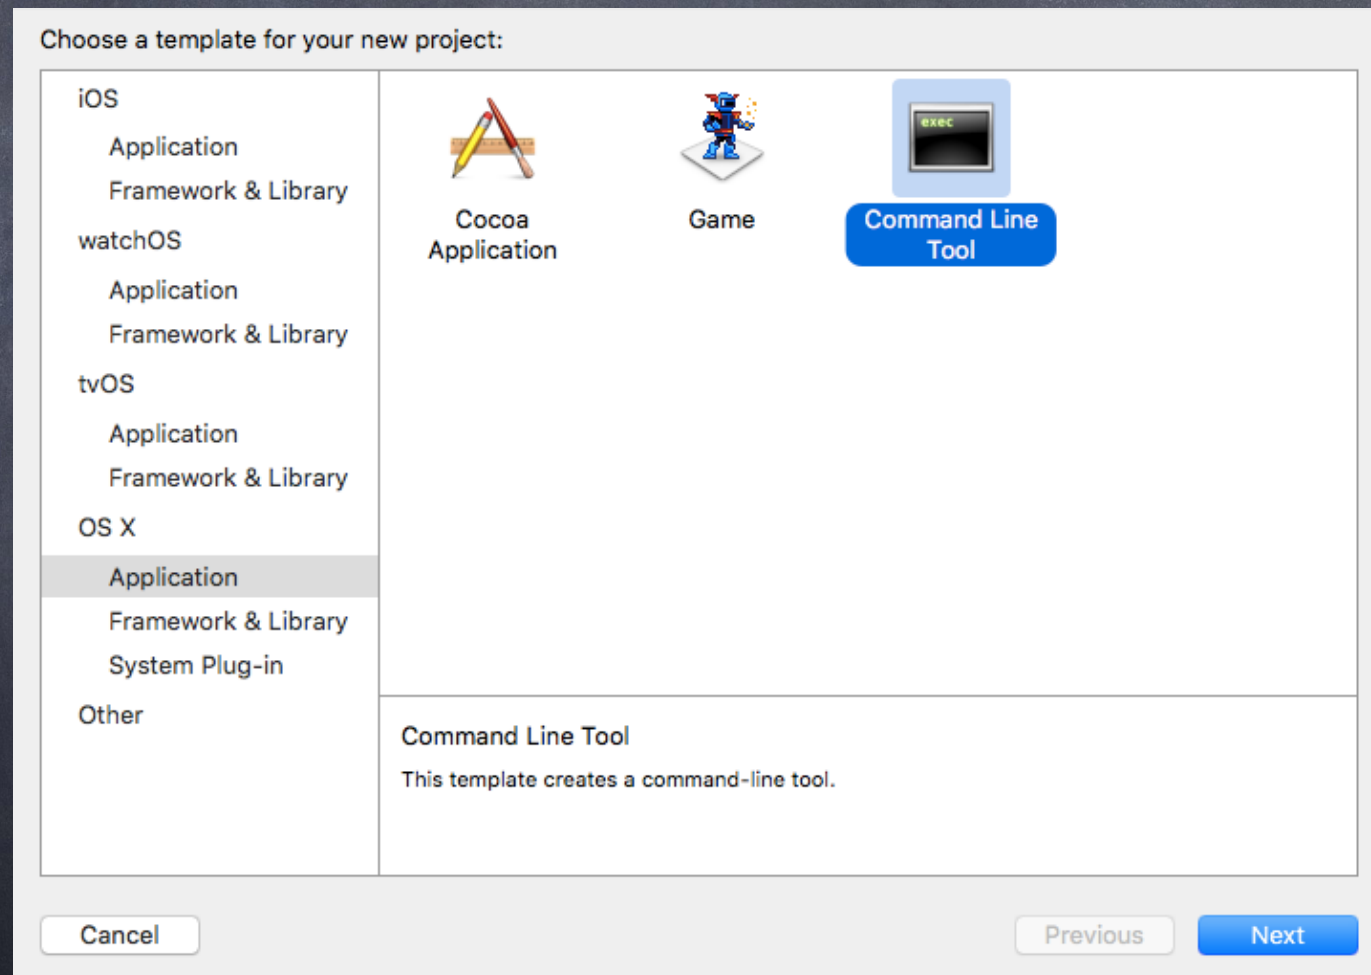 Choose a template for your new project:
iOS
Application
Framework & Library
watchOS
Application
Framework & Library
tvOS
Application
Framework & Library
OS X
Application
Framework & Library
System Plug-in
Other
Cocoa
Application
Game
exec
Command Line
Tool
Command Line Tool
This template creates a command-line tool.
Cancel
Previous
Next